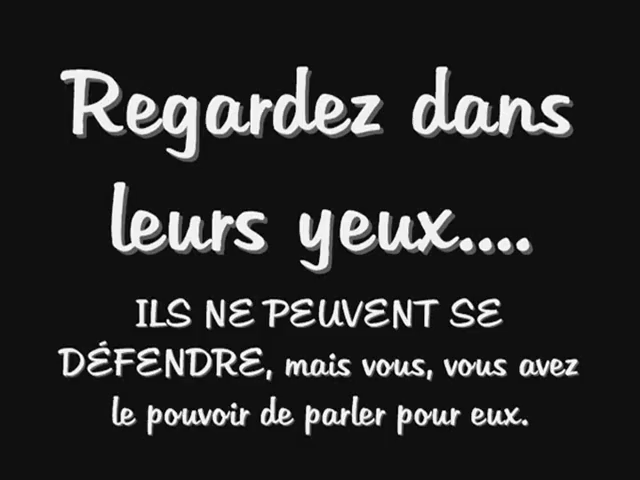 Regardez dans
leurs yeux....
ILS NE PEUVENT SE
DÉFENDRE, mais vous, vous avez
le pouvoir de parler pour eux.